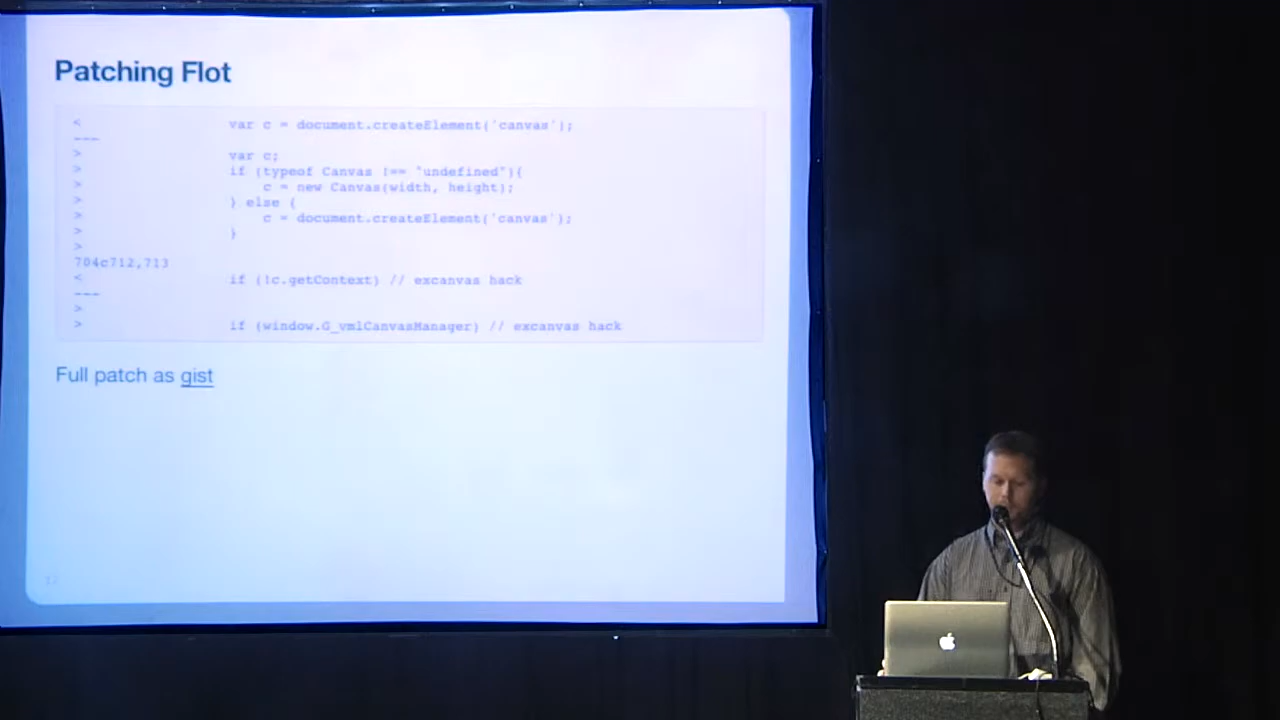 Patching Flot
< var c = document.createElement('canvas');
---
> var c;
> if (typeof Canvas !== "undefined"){
> c = new Canvas(width, height);
> } else {
> c = document.createElement('canvas');
> }
>
704c712,713
< if (!c.getContext) // excanvas hack
---
>
> if (window.G_vmlCanvasManager) // excanvas hack
Full patch as gist